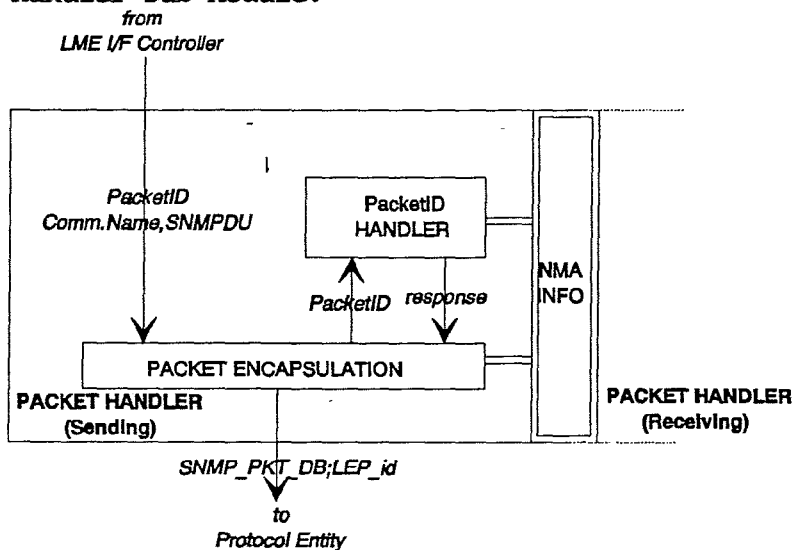 from
LME I/F Controller
PacketID
Comm.Name,SNMPDU
PacketID
HANDLER
NMA
INFO
PacketID response
PACKET ENCAPSULATION
PACKET HANDLER
(Sending)
PACKET HANDLER
(Receiving)
SNMP_PKT_DB;LEP_id
to
Protocol Entity